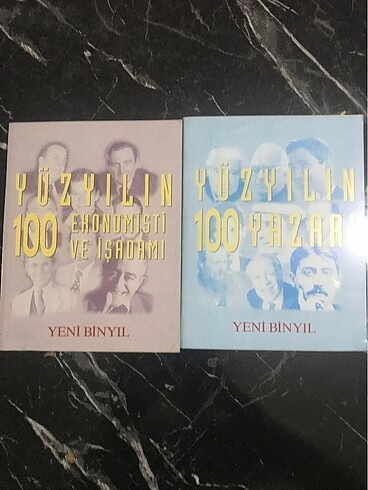 YÜZYILIN
100 EKONOMİSTİ
VE İŞADAMI
YENİ BİNYIL
YÜZYILIN
100 YAZARI
YENİ BİNYIL